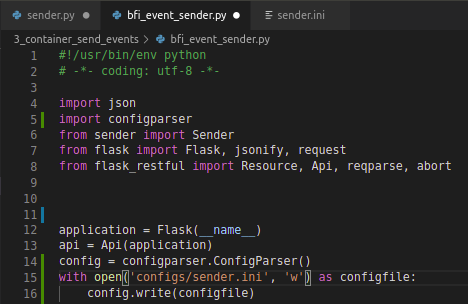 sender.py ● bfi_event_sender.py ● sender.ini
3_container_send_events > bfi_event_sender.py
1 #!/usr/bin/env python
2 # -*- coding: utf-8 -*-
3
4 import json
5 import configparser
6 from sender import Sender
7 from flask import Flask, jsonify, request
8 from flask_restful import Resource, Api, reqparse, abort
9
10
11
12 application = Flask(__name__)
13 api = Api(application)
14 config = configparser.ConfigParser()
15 with open('configs/sender.ini', 'w') as configfile:
16 config.write(configfile)